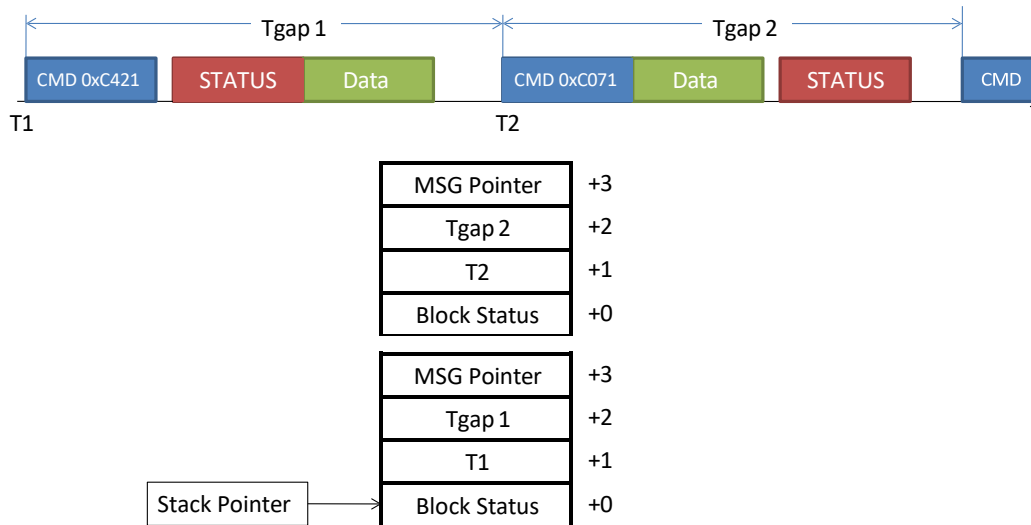 Tgap 1
Tgap 2
CMD 0xC421
STATUS
Data
CMD 0xC071
Data
STATUS
CMD
T1
T2
MSG Pointer +3
Tgap 2 +2
T2 +1
Block Status +0
MSG Pointer +3
Tgap 1 +2
T1 +1
Stack Pointer
Block Status +0